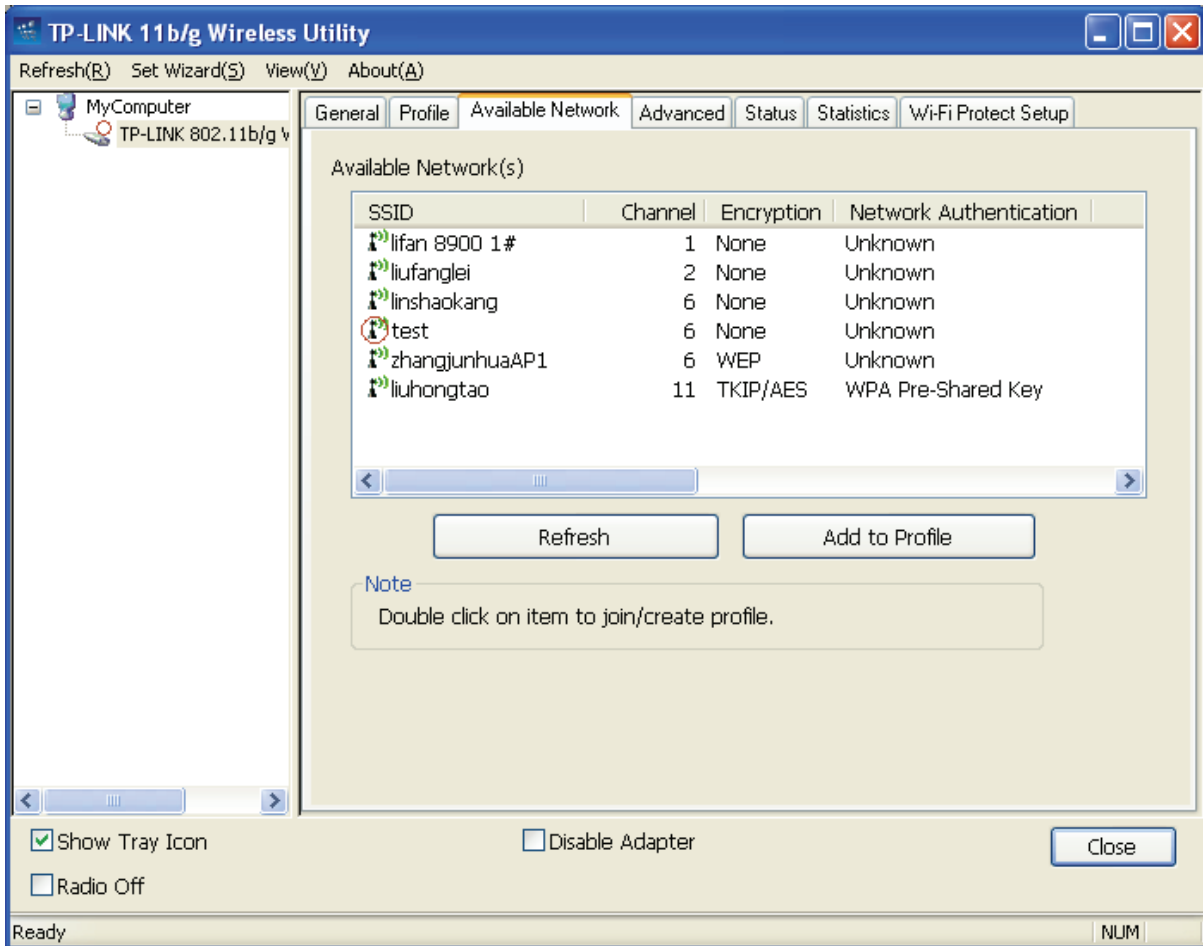 TP-LINK 11b/g Wireless Utility
Refresh(R) Set Wizard(S) View(V) About(A)
MyComputer
TP-LINK 802.11b/g W
General Profile Available Network Advanced Status Statistics Wi-Fi Protect Setup
Available Network(s)
SSID Channel Encryption Network Authentication
lifan 8900 1# 1 None Unknown
liufanglei 2 None Unknown
linshaokang 6 None Unknown
test 6 None Unknown
zhangjunhuaAP1 6 WEP Unknown
liuhongtao 11 TKIP/AES WPA Pre-Shared Key
Refresh Add to Profile
Note
Double click on item to join/create profile.
Show Tray Icon Disable Adapter Close
Radio Off
Ready NUM